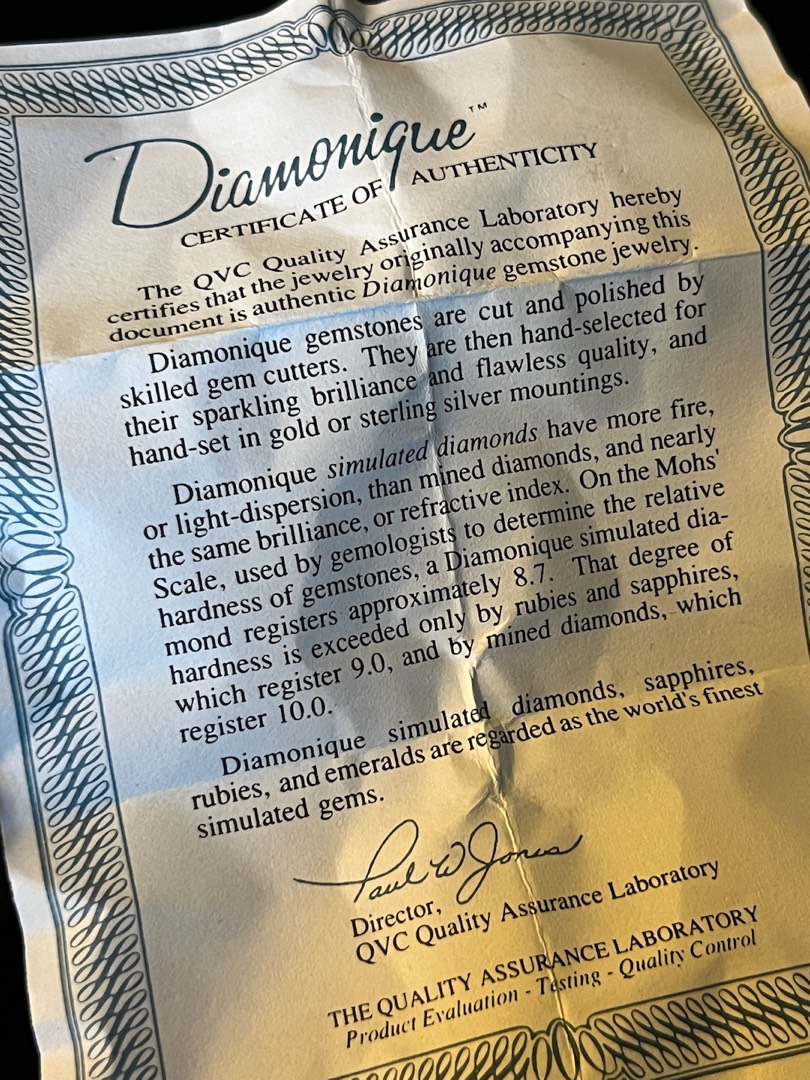 Diamonique™
CERTIFICATE OF AUTHENTICITY
The QVC Quality Assurance Laboratory hereby
certifies that the jewelry originally accompanying this
document is authentic Diamonique gemstone jewelry.
Diamonique gemstones are cut and polished by
skilled gem cutters. They are then hand-selected for
their sparkling brilliance and flawless quality, and
hand-set in gold or sterling silver mountings.
Diamonique simulated diamonds have more fire,
or light-dispersion, than mined diamonds, and nearly
the same brilliance, or refractive index. On the Mohs'
Scale, used by gemologists to determine the relative
hardness of gemstones, a Diamonique simulated dia-
mond registers approximately 8.7. That degree of
hardness is exceeded only by rubies and sapphires,
which register 9.0, and by mined diamonds, which
register 10.0.
Diamonique simulated diamonds, sapphires,
rubies, and emeralds are regarded as the world's finest
simulated gems.
Paul W Jones
Director,
QVC Quality Assurance Laboratory
THE QUALITY ASSURANCE LABORATORY
Product Evaluation - Testing - Quality Control